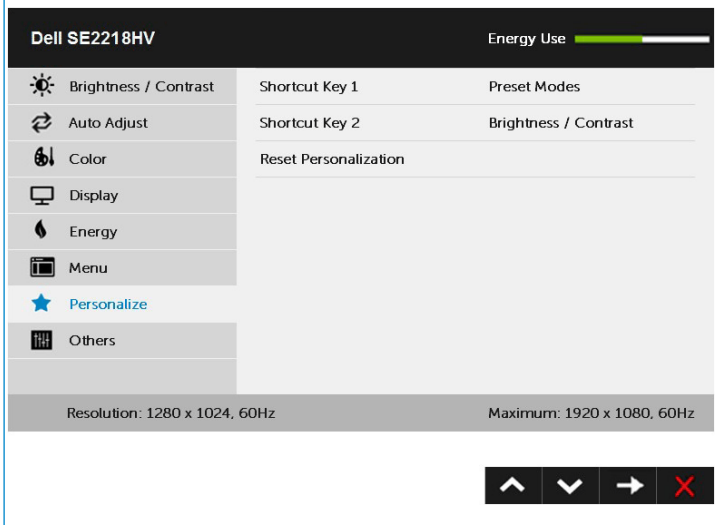 Dell SE2218HV Energy Use
Brightness / Contrast Shortcut Key 1 Preset Modes
Auto Adjust Shortcut Key 2 Brightness / Contrast
Color Reset Personalization
Display
Energy
Menu
Personalize
Others
Resolution: 1280 x 1024, 60Hz Maximum: 1920 x 1080, 60Hz